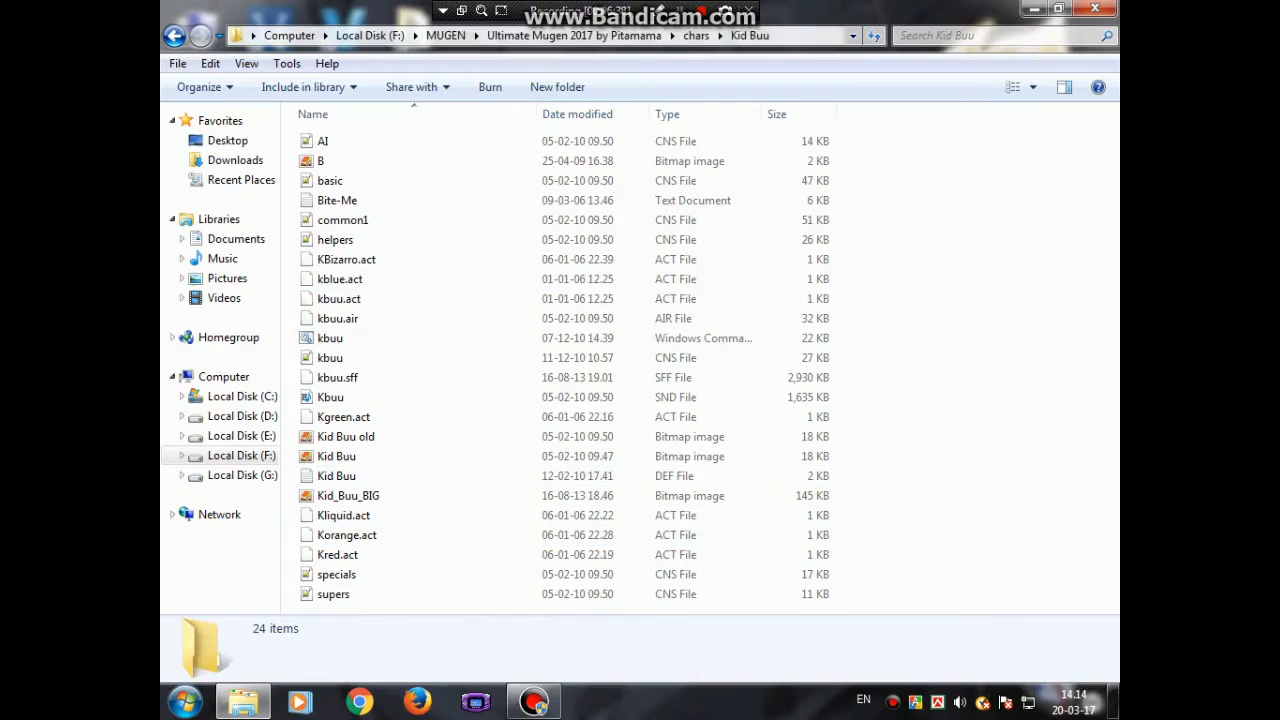 Recording
www.Bandicam.com
Computer Local Disk (F:) MUGEN Ultimate Mugen 2017 by Pitamama chars Kid Buu Search Kid Buu
File Edit View Tools Help
Organize Include in library Share with Burn New folder
Name Date modified Type Size
Favorites
Desktop
Downloads
Recent Places
Libraries
Documents
Music
Pictures
Videos
Homegroup
Computer
Local Disk (C:)
Local Disk (D:)
Local Disk (E:)
Local Disk (F:)
Local Disk (G:)
Network
AI 05-02-10 09.50 CNS File 14 KB
B 25-04-09 16.38 Bitmap image 2 KB
basic 05-02-10 09.50 CNS File 47 KB
Bite-Me 09-03-06 13.46 Text Document 6 KB
common1 05-02-10 09.50 CNS File 51 KB
helpers 05-02-10 09.50 CNS File 26 KB
KBizarro.act 06-01-06 22.39 ACT File 1 KB
kblue.act 01-01-06 12.25 ACT File 1 KB
kbuu.act 01-01-06 12.25 ACT File 1 KB
kbuu.air 05-02-10 09.50 AIR File 32 KB
kbuu 07-12-10 14.39 Windows Comma... 22 KB
kbuu 11-12-10 10.57 CNS File 27 KB
kbuu.sff 16-08-13 19.01 SFF File 2,930 KB
Kbuu 05-02-10 09.50 SND File 1,635 KB
Kgreen.act 06-01-06 22.16 ACT File 1 KB
Kid Buu old 05-02-10 09.50 Bitmap image 18 KB
Kid Buu 05-02-10 09.47 Bitmap image 18 KB
Kid Buu 12-02-10 17.41 DEF File 2 KB
Kid_Buu_BIG 16-08-13 18.46 Bitmap image 145 KB
Kliquid.act 06-01-06 22.22 ACT File 1 KB
Korange.act 06-01-06 22.28 ACT File 1 KB
Kred.act 06-01-06 22.19 ACT File 1 KB
specials 05-02-10 09.50 CNS File 17 KB
supers 05-02-10 09.50 CNS File 11 KB
24 items
EN
14.14
20-03-17